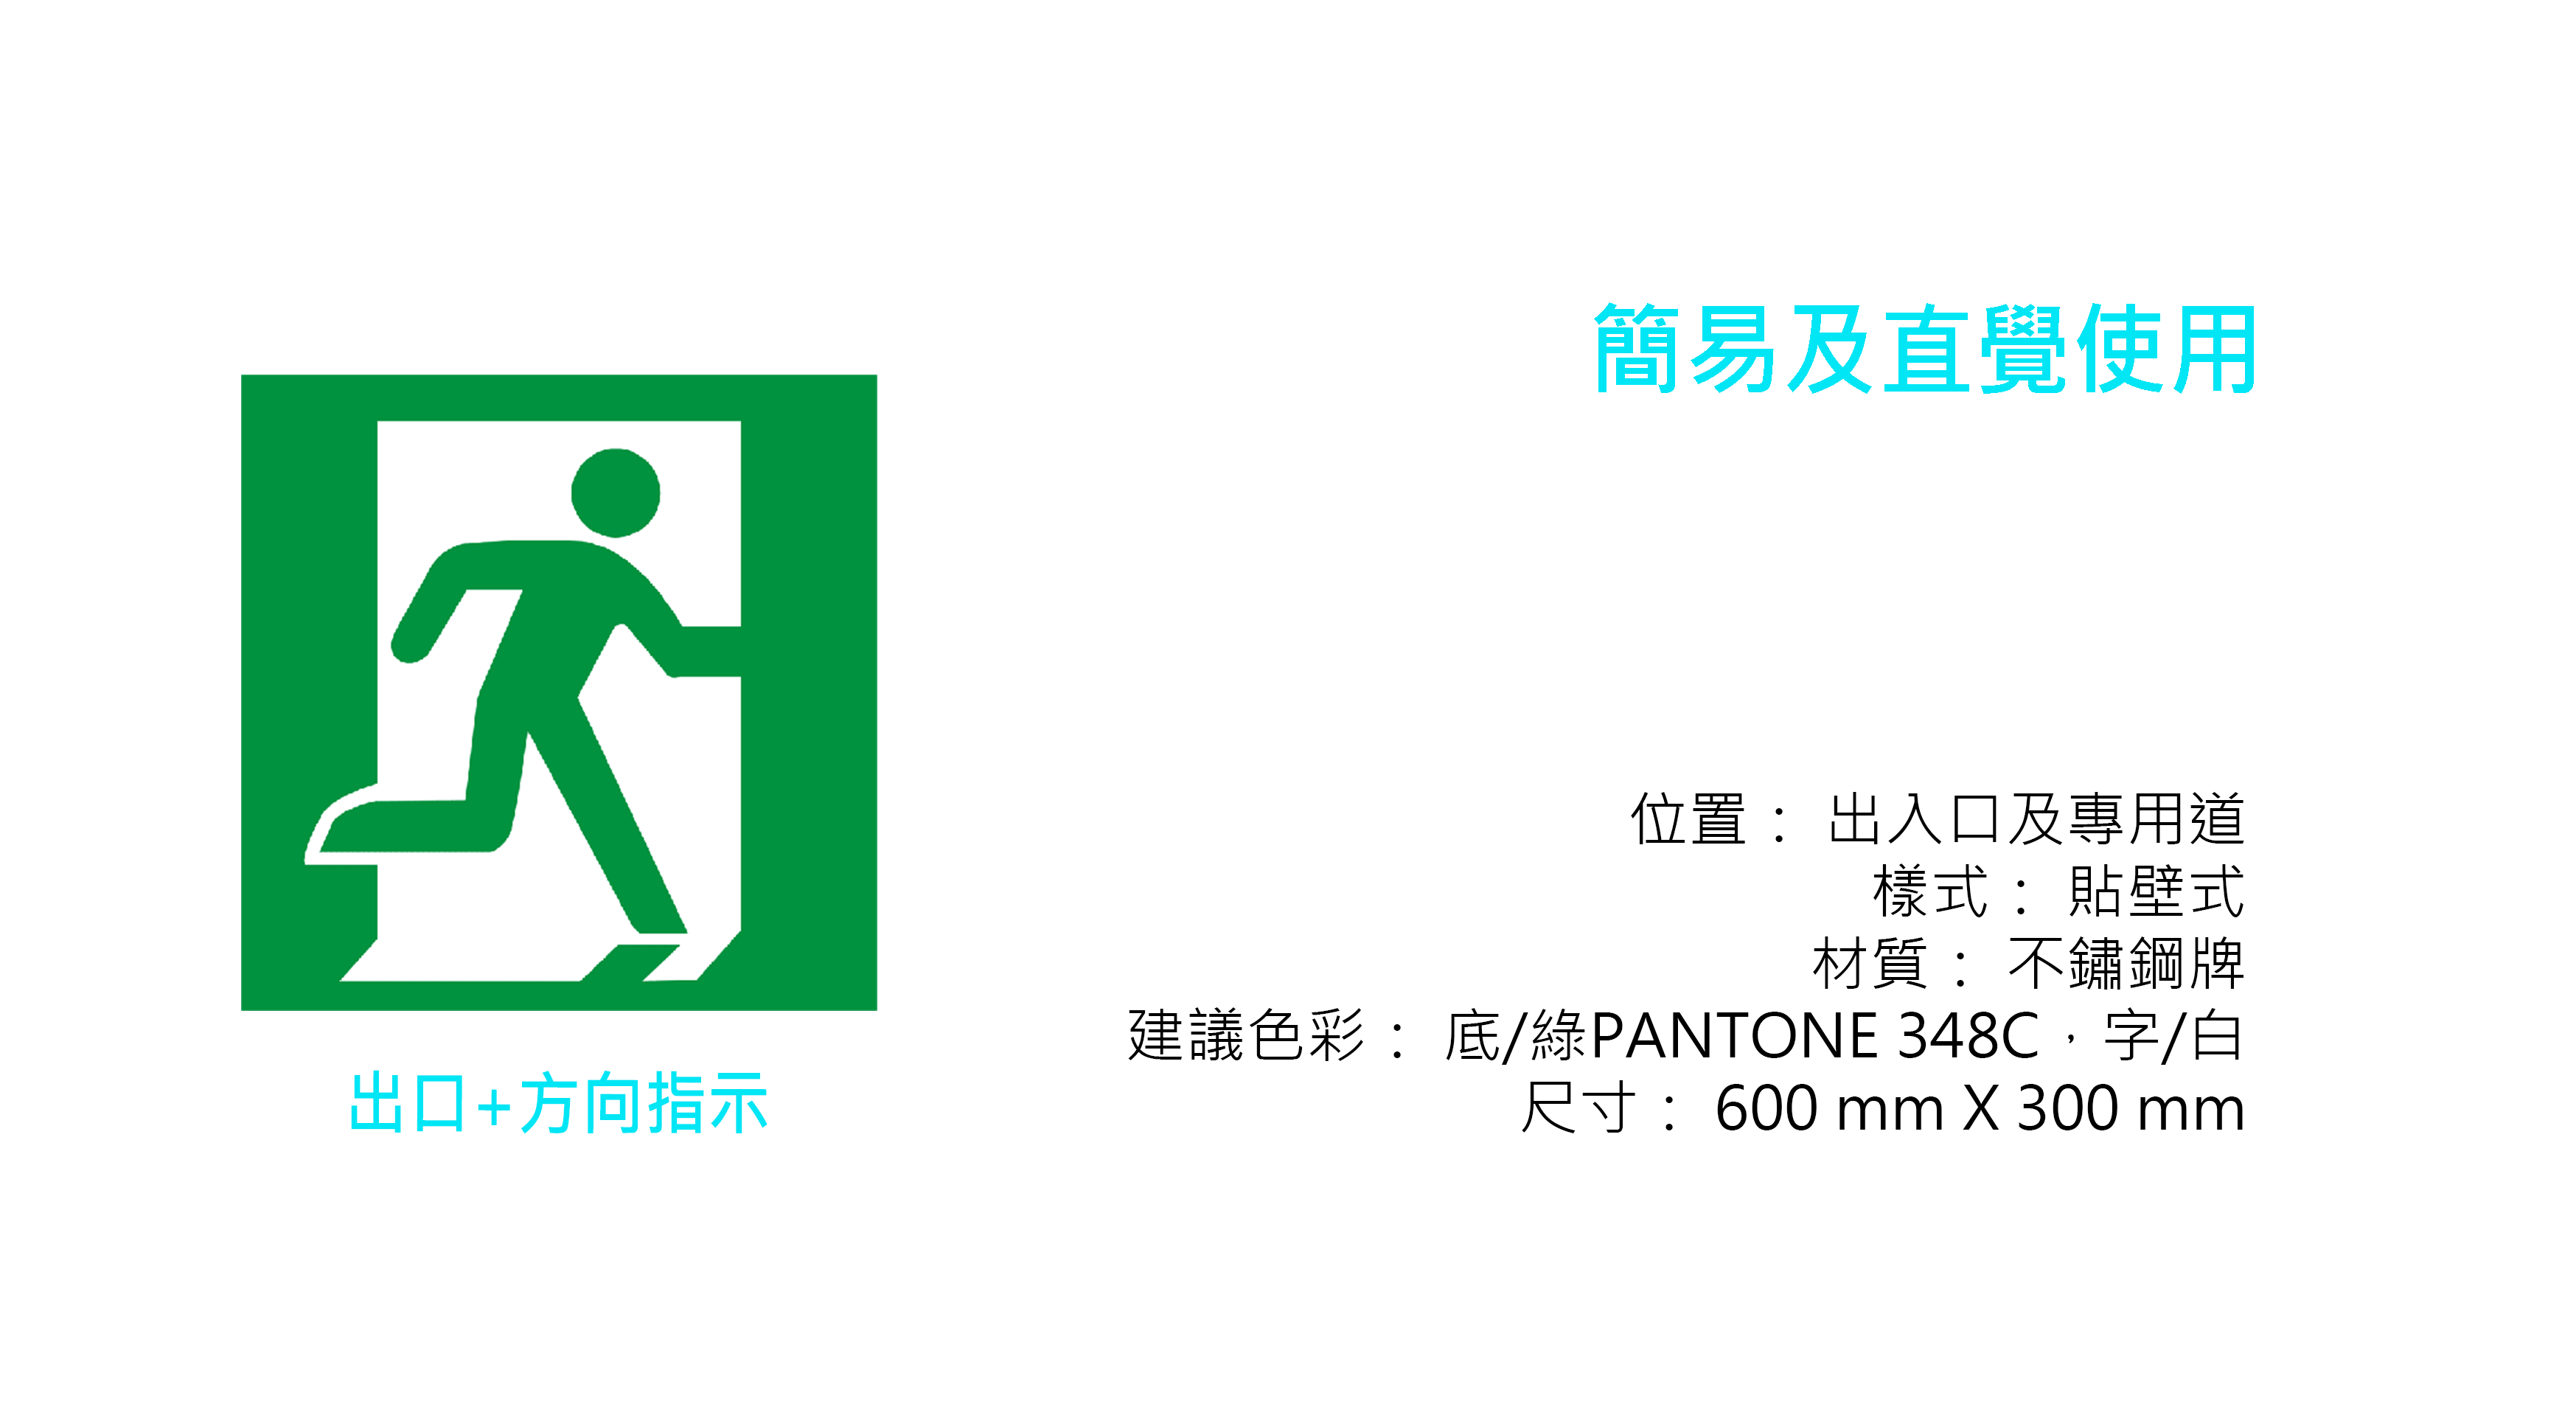 簡易及直覺使用
位置： 出入口及專用道
樣式： 貼壁式
材質： 不鏽鋼牌
建議色彩： 底/綠PANTONE 348C，字/白
尺寸： 600 mm X 300 mm
出口+方向指示